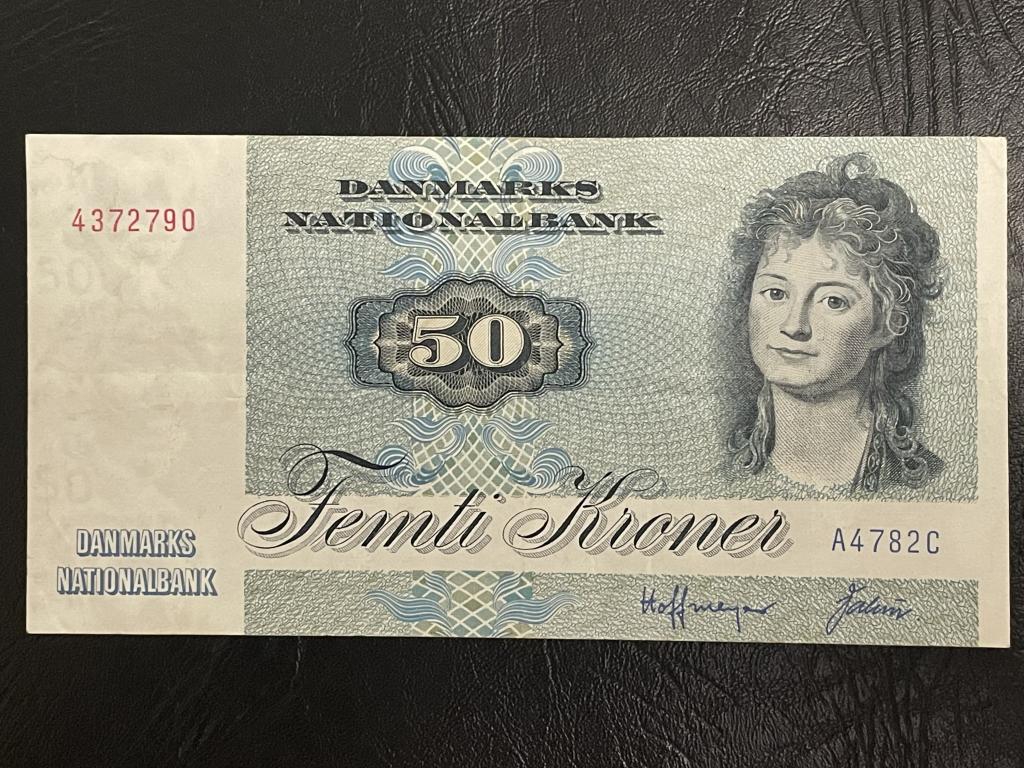 4372790
DANMARKS
NATIONALBANK
50
Femti Kroner
A4782C
DANMARKS
NATIONALBANK
Hoffmeyer